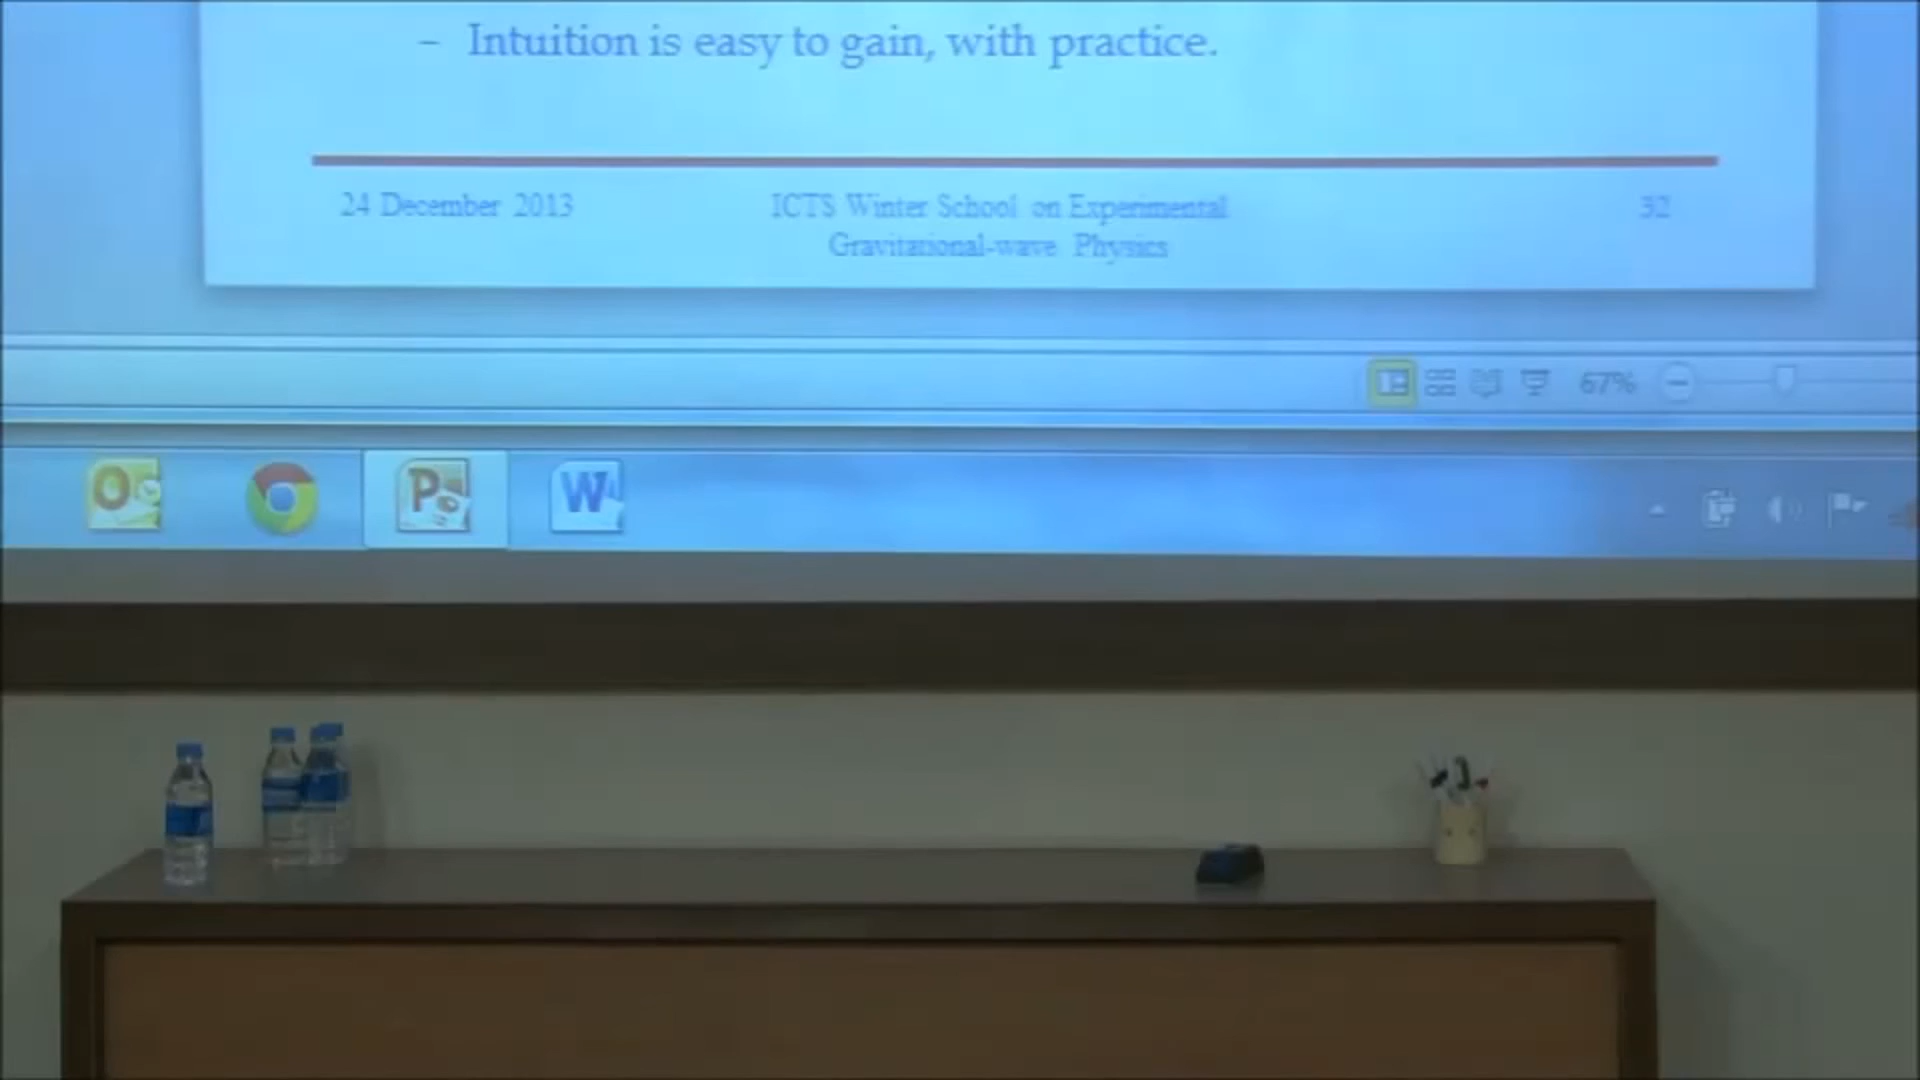 – Intuition is easy to gain, with practice.
24 December 2013
ICTS Winter School on Experimental
Gravitational-wave Physics
32
67%
O
P
W